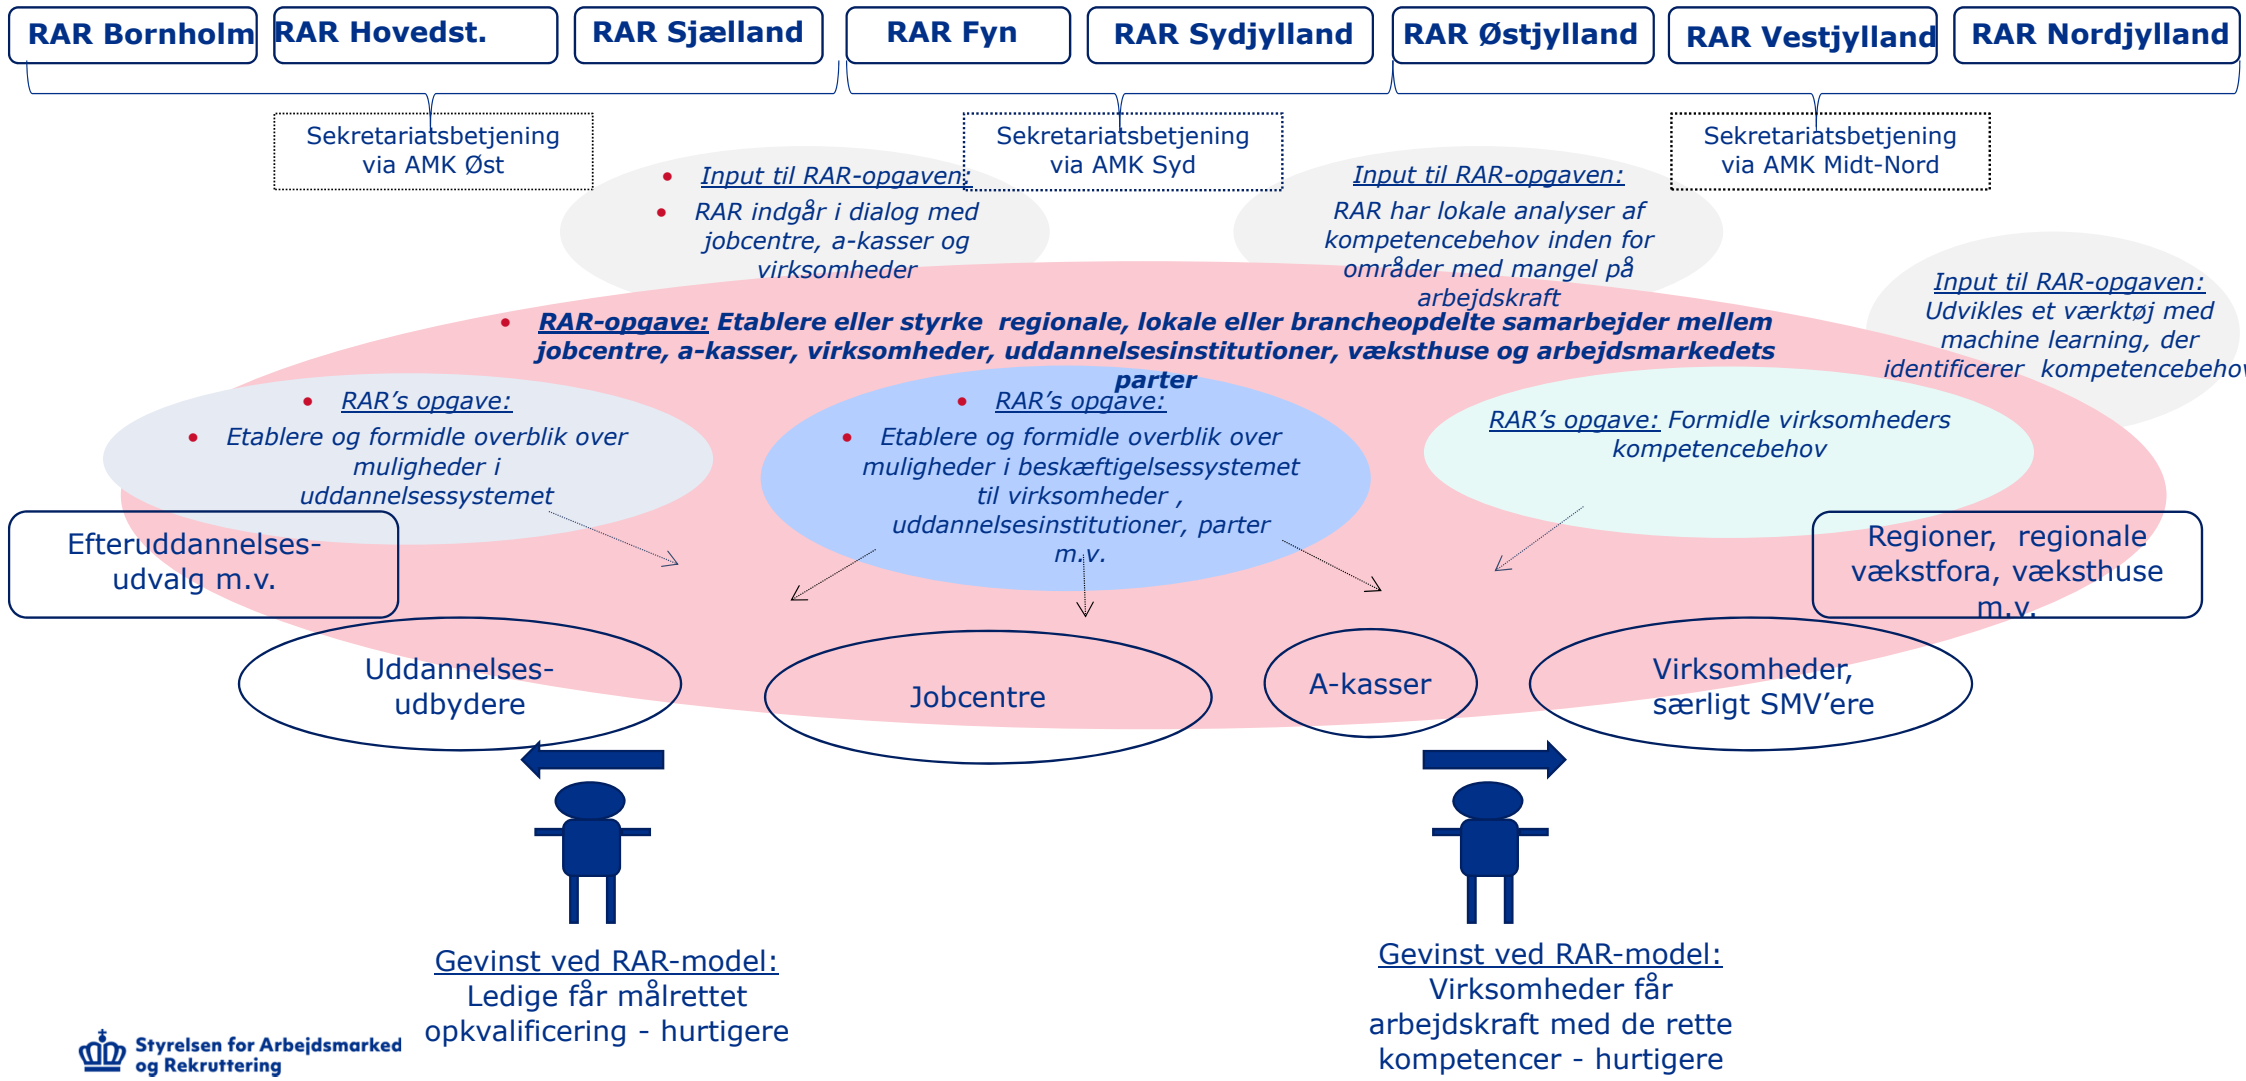 RAR Bornholm
RAR Hovedst.
RAR Sjælland
RAR Fyn
RAR Sydjylland
RAR Østjylland
RAR Vestjylland
RAR Nordjylland
Sekretariatsbetjening
via AMK Øst
Sekretariatsbetjening
via AMK Syd
Sekretariatsbetjening
via AMK Midt-Nord
• Input til RAR-opgaven:
• RAR indgår i dialog med
jobcentre, a-kasser og
virksomheder
Input til RAR-opgaven:
RAR har lokale analyser af
kompetencebehov inden for
områder med mangel på
arbejdskraft
Input til RAR-opgaven:
Udvikles et værktøj med
machine learning, der
identificerer kompetencebehov
• RAR-opgave: Etablere eller styrke regionale, lokale eller brancheopdelte samarbejder mellem
jobcentre, a-kasser, virksomheder, uddannelsesinstitutioner, væksthuse og arbejdsmarkedets
parter
• RAR's opgave:
• Etablere og formidle overblik over
muligheder i
uddannelsessystemet
• RAR's opgave:
• Etablere og formidle overblik over
muligheder i beskæftigelsessystemet
til virksomheder ,
uddannelsesinstitutioner, parter
m.v.
RAR's opgave: Formidle virksomheders
kompetencebehov
Efteruddannelses-
udvalg m.v.
Regioner, regionale
vækstfora, væksthuse
m.v.
Uddannelses-
udbydere
Jobcentre
A-kasser
Virksomheder,
særligt SMV'ere
Gevinst ved RAR-model:
Ledige får målrettet
opkvalificering - hurtigere
Gevinst ved RAR-model:
Virksomheder får
arbejdskraft med de rette
kompetencer - hurtigere
Styrelsen for Arbejdsmarked
og Rekruttering